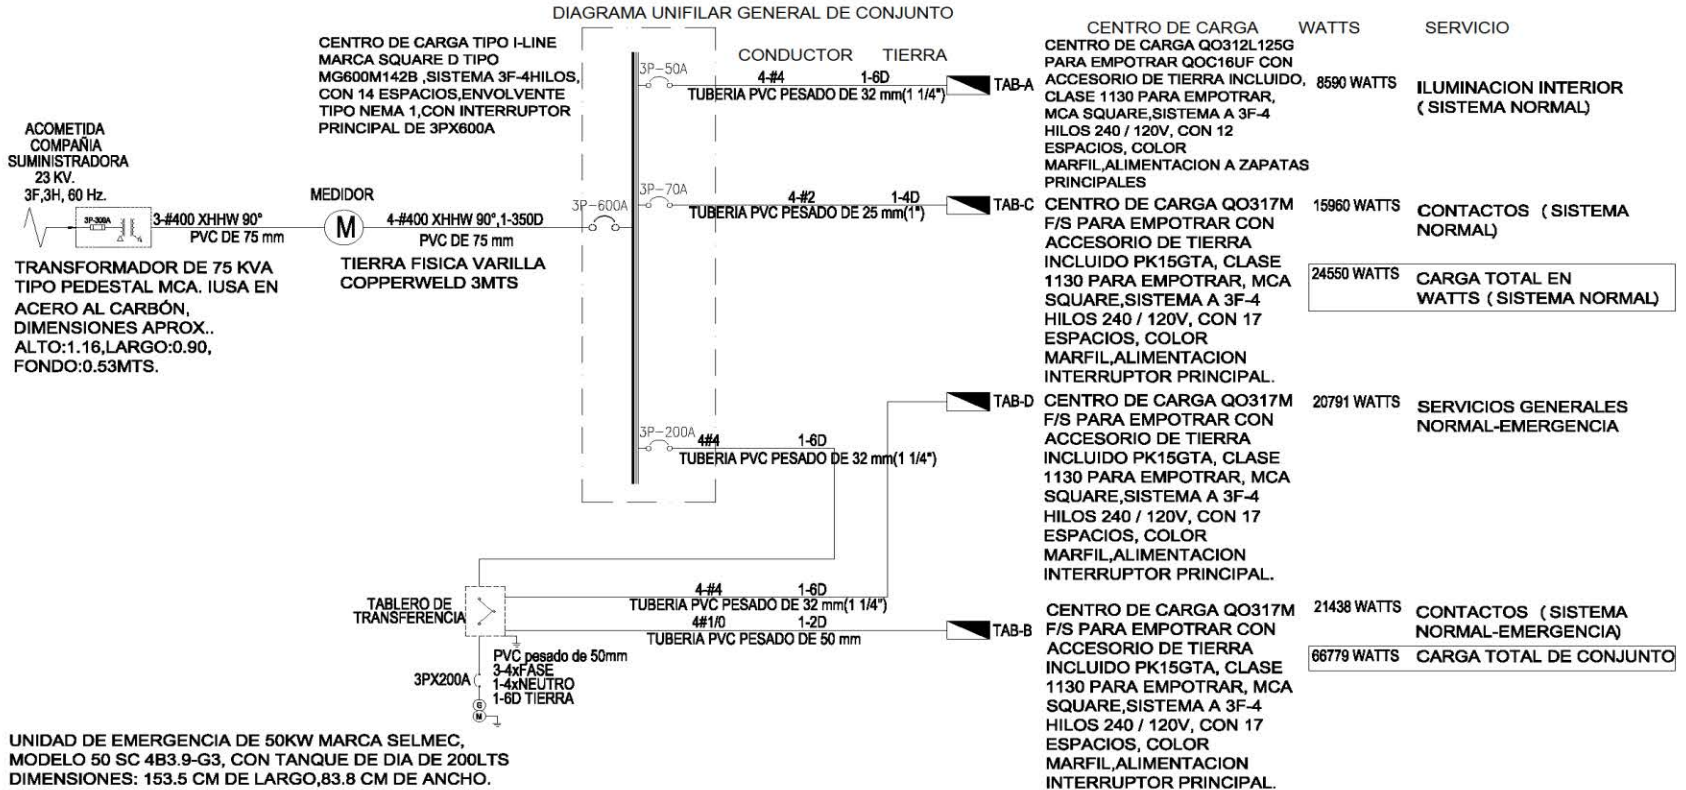 DIAGRAMA UNIFILAR GENERAL DE CONJUNTO
CENTRO DE CARGA TIPO I-LINE
MARCA SQUARE D TIPO
MG600M142B ,SISTEMA 3F-4HILOS,
CON 14 ESPACIOS,ENVOLVENTE
TIPO NEMA 1,CON INTERRUPTOR
PRINCIPAL DE 3PX600A
ACOMETIDA
COMPAÑIA
SUMINISTRADORA
23 KV.
3F,3H, 60 Hz.
3P-300A
3-#400 XHHW 90°
PVC DE 75 mm
MEDIDOR
M
4-#400 XHHW 90°,1-350D
PVC DE 75 mm
TIERRA FISICA VARILLA
COPPERWELD 3MTS
TRANSFORMADOR DE 75 KVA
TIPO PEDESTAL MCA. IUSA EN
ACERO AL CARBÓN,
DIMENSIONES APROX..
ALTO:1.16,LARGO:0.90,
FONDO:0.53MTS.
3P-600A
CONDUCTOR TIERRA
3P-50A
4-#4 1-6D
TUBERIA PVC PESADO DE 32 mm(1 1/4")
TAB-A
3P-70A
4-#2 1-4D
TUBERIA PVC PESADO DE 25 mm(1")
TAB-C
3P-200A
4#4 1-6D
TUBERIA PVC PESADO DE 32 mm(1 1/4")
TAB-D
TABLERO DE
TRANSFERENCIA
4-#4 1-6D
TUBERIA PVC PESADO DE 32 mm(1 1/4")
4#1/0 1-2D
TUBERIA PVC PESADO DE 50 mm
TAB-B
PVC pesado de 50mm
3-4xFASE
1-4xNEUTRO
1-6D TIERRA
3PX200A
G
M
UNIDAD DE EMERGENCIA DE 50KW MARCA SELMEC,
MODELO 50 SC 4B3.9-G3, CON TANQUE DE DIA DE 200LTS
DIMENSIONES: 153.5 CM DE LARGO,83.8 CM DE ANCHO.
CENTRO DE CARGA WATTS SERVICIO
CENTRO DE CARGA QO312L125G
PARA EMPOTRAR QOC16UF CON
ACCESORIO DE TIERRA INCLUIDO,
CLASE 1130 PARA EMPOTRAR,
MCA SQUARE,SISTEMA A 3F-4
HILOS 240 / 120V, CON 12
ESPACIOS, COLOR
MARFIL,ALIMENTACION A ZAPATAS
PRINCIPALES
8590 WATTS
ILUMINACION INTERIOR
( SISTEMA NORMAL)
CENTRO DE CARGA QO317M
F/S PARA EMPOTRAR CON
ACCESORIO DE TIERRA
INCLUIDO PK15GTA, CLASE
1130 PARA EMPOTRAR, MCA
SQUARE,SISTEMA A 3F-4
HILOS 240 / 120V, CON 17
ESPACIOS, COLOR
MARFIL,ALIMENTACION
INTERRUPTOR PRINCIPAL.
15960 WATTS
CONTACTOS ( SISTEMA
NORMAL)
24550 WATTS
CARGA TOTAL EN
WATTS ( SISTEMA NORMAL)
CENTRO DE CARGA QO317M
F/S PARA EMPOTRAR CON
ACCESORIO DE TIERRA
INCLUIDO PK15GTA, CLASE
1130 PARA EMPOTRAR, MCA
SQUARE,SISTEMA A 3F-4
HILOS 240 / 120V, CON 17
ESPACIOS, COLOR
MARFIL,ALIMENTACION
INTERRUPTOR PRINCIPAL.
20791 WATTS
SERVICIOS GENERALES
NORMAL-EMERGENCIA
CENTRO DE CARGA QO317M
F/S PARA EMPOTRAR CON
ACCESORIO DE TIERRA
INCLUIDO PK15GTA, CLASE
1130 PARA EMPOTRAR, MCA
SQUARE,SISTEMA A 3F-4
HILOS 240 / 120V, CON 17
ESPACIOS, COLOR
MARFIL,ALIMENTACION
INTERRUPTOR PRINCIPAL.
21438 WATTS
CONTACTOS ( SISTEMA
NORMAL-EMERGENCIA)
66779 WATTS
CARGA TOTAL DE CONJUNTO